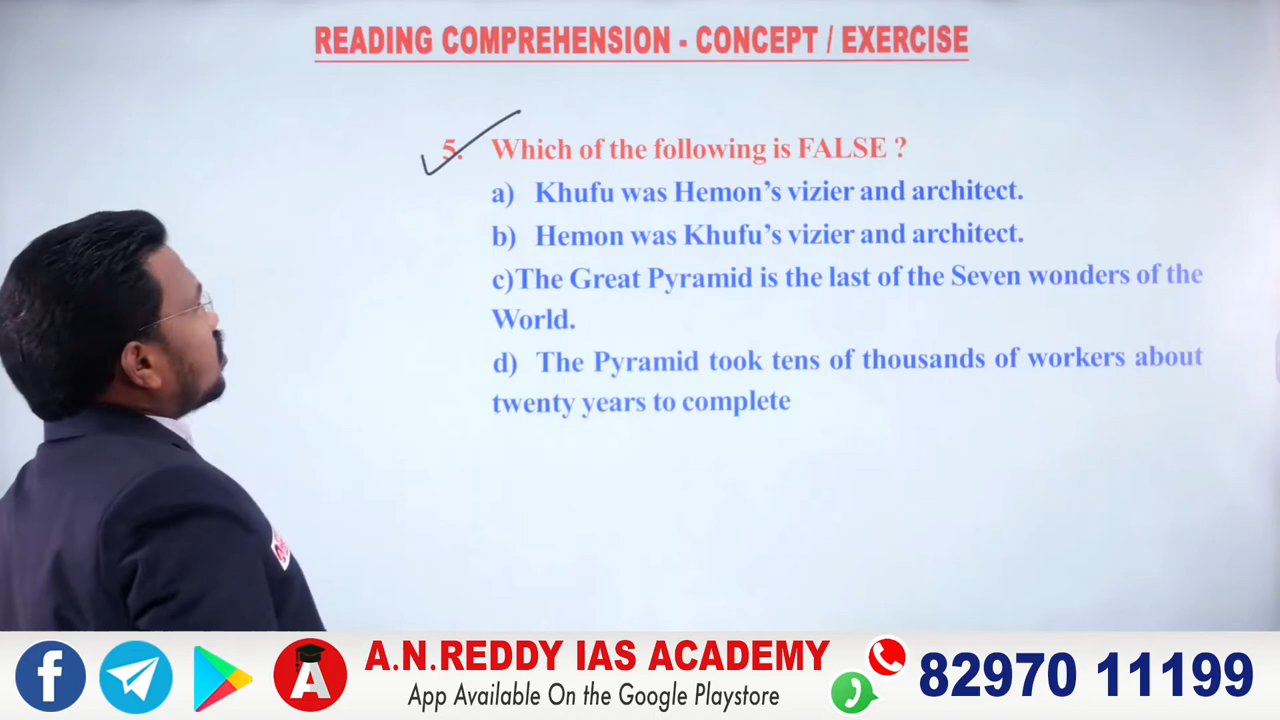 READING COMPREHENSION - CONCEPT / EXERCISE
5. Which of the following is FALSE ?
a) Khufu was Hemon's vizier and architect.
b) Hemon was Khufu's vizier and architect.
c)The Great Pyramid is the last of the Seven wonders of the
World.
d) The Pyramid took tens of thousands of workers about
twenty years to complete
A.N.REDDY IAS ACADEMY
App Available On the Google Playstore
82970 11199